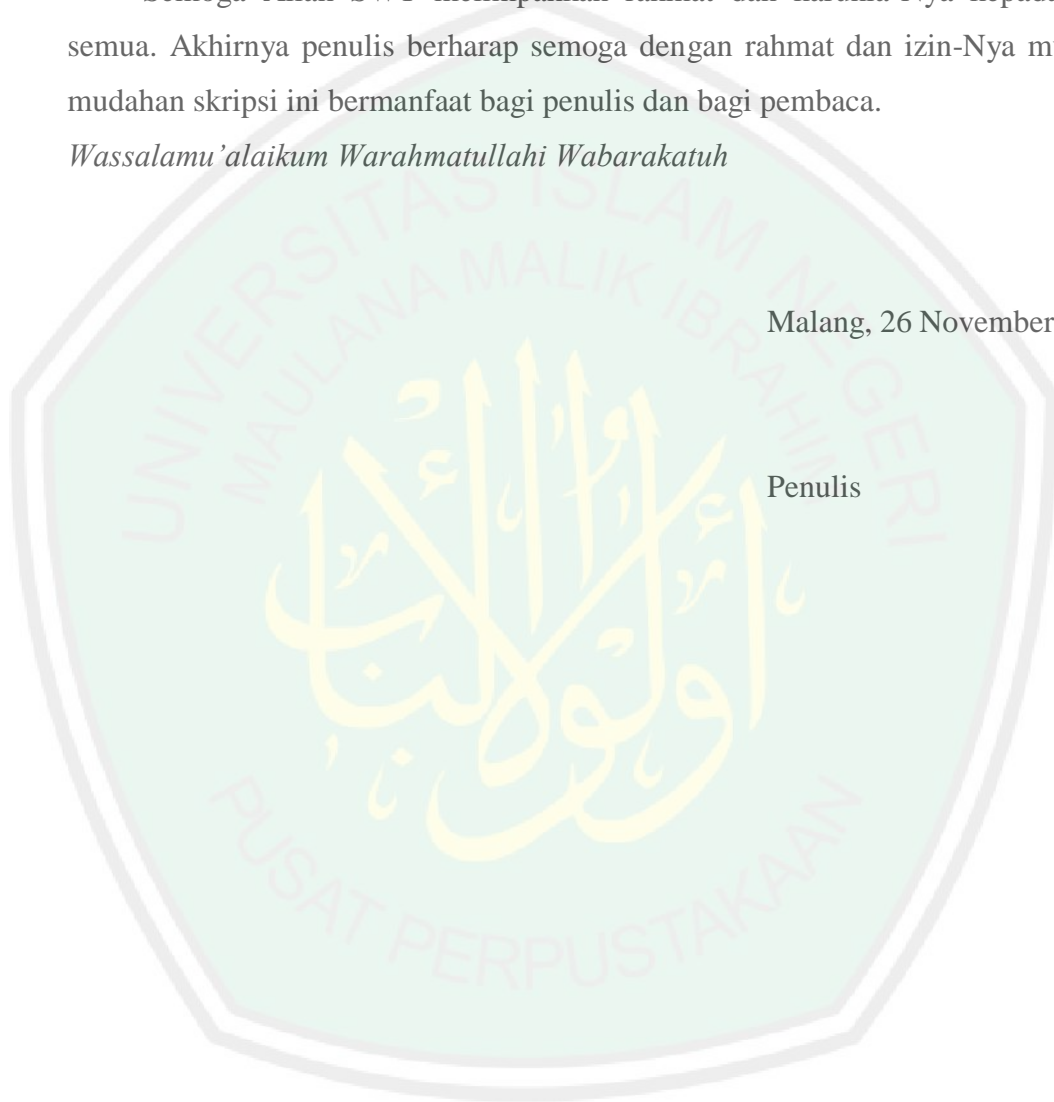 Semoga Allah SWT melimpahkan rahmat dan karunia-Nya kepada
semua. Akhirnya penulis berharap semoga dengan rahmat dan izin-Nya
mudahan skripsi ini bermanfaat bagi penulis dan bagi pembaca.
Wassalamu’alaikum Warahmatullahi Wabarakatuh
UNIVERSITAS ISLAM NEGERI
MAULANA MALIK IBRAHIM
Malang, 26 November
Penulis
أولوا الألباب
PUSAT PERPUSTAKAAN